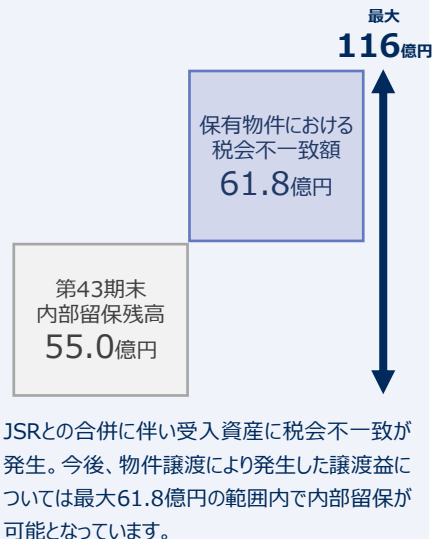 最大
116億円
保有物件における
税会不一致額
61.8億円
第43期末
内部留保残高
55.0億円
JSRとの合併に伴い受入資産に税会不一致が
発生。今後、物件譲渡により発生した譲渡益に
ついては最大61.8億円の範囲内で内部留保が
可能となっています。